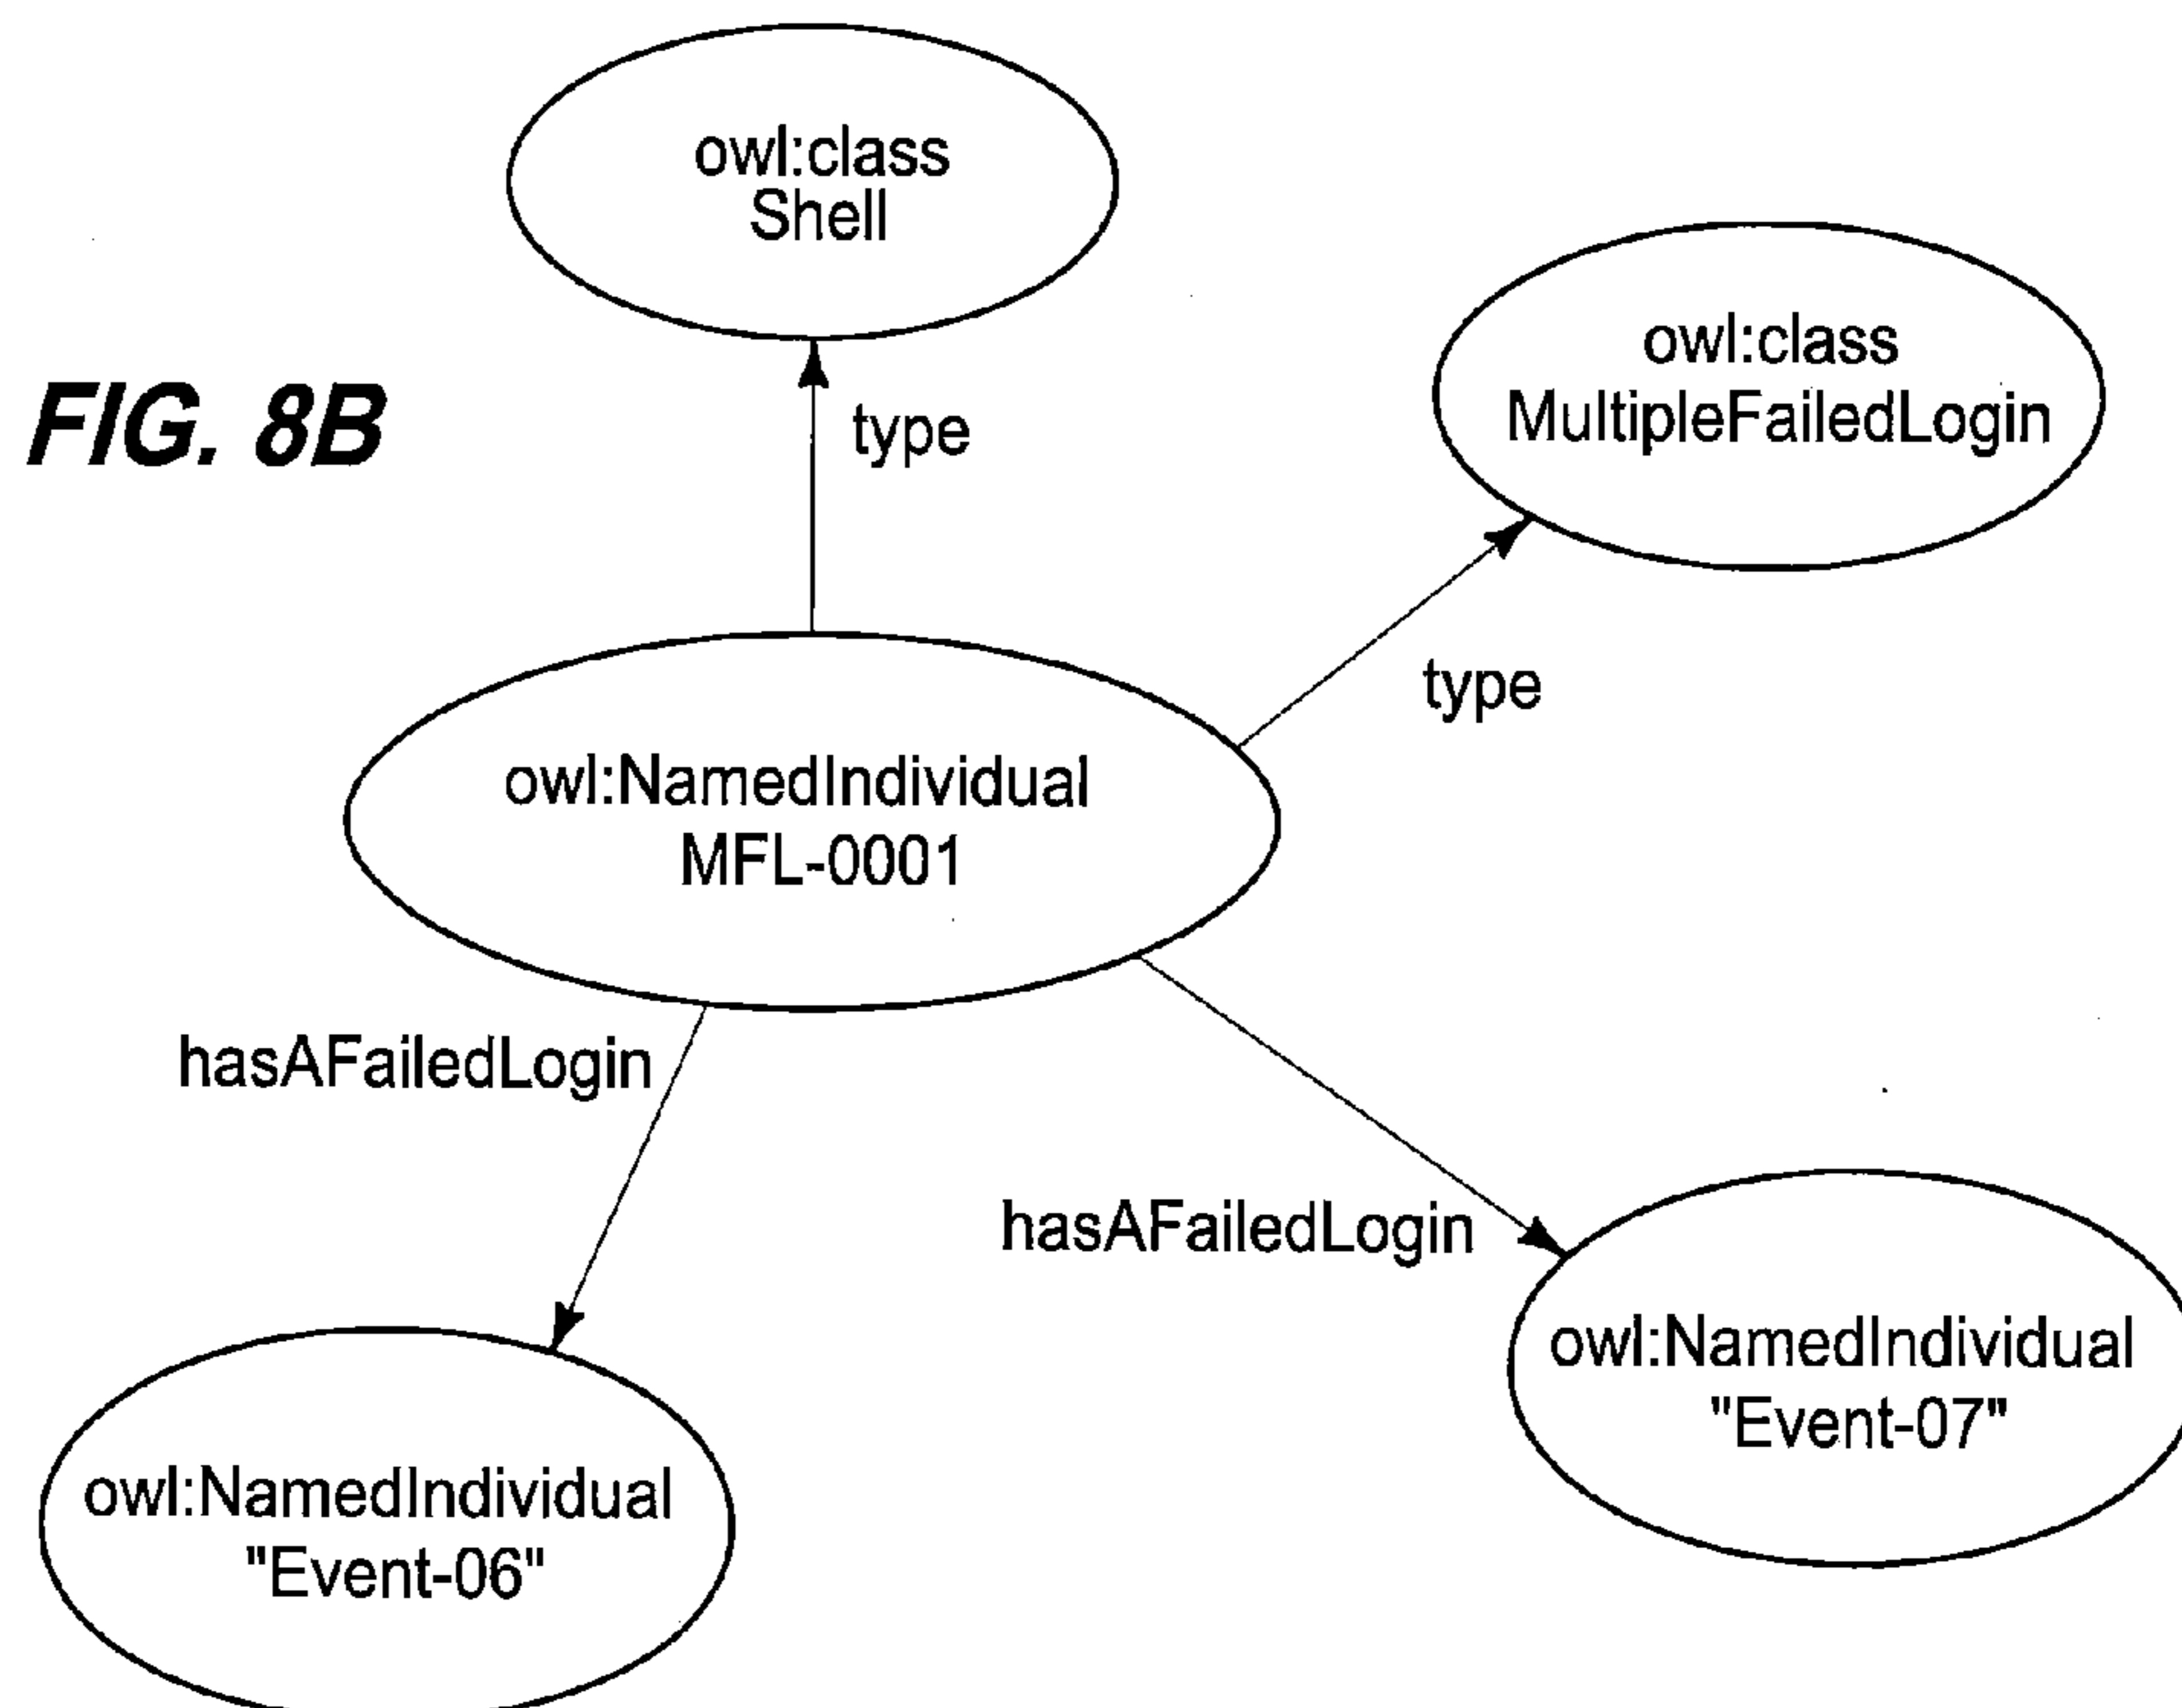 owl:class
Shell
owl:class
MultipleFailedLogin
FIG. 8B
type
type
owl:NamedIndividual
MFL-0001
hasAFailedLogin
hasAFailedLogin
owl:NamedIndividual
"Event-07"
owl:NamedIndividual
"Event-06"